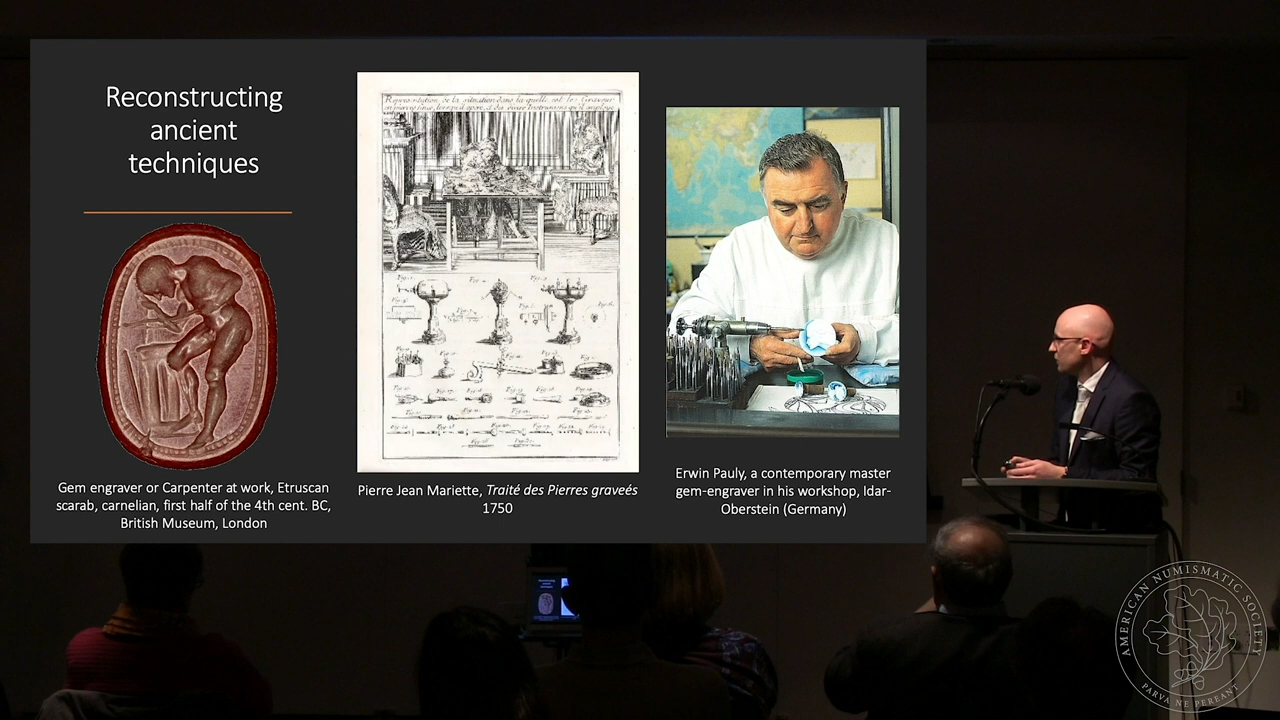 Reconstructing
ancient
techniques
Gem engraver or Carpenter at work, Etruscan
scarab, carnelian, first half of the 4th cent. BC,
British Museum, London
Pierre Jean Mariette, Traité des Pierres graveés
1750
Erwin Pauly, a contemporary master
gem-engraver in his workshop, Idar-
Oberstein (Germany)
AMERICAN NUMISMATIC SOCIETY
PARVA NE PEREANT